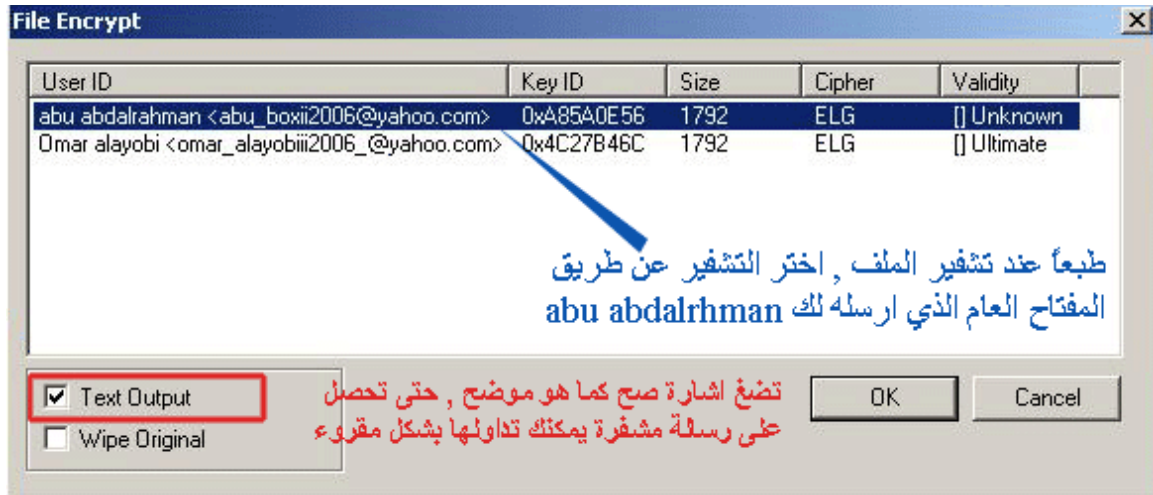 File Encrypt
User ID Key ID Size Cipher Validity
abu abdalrahman <abu_boxii2006@yahoo.com> 0xA85A0E56 1792 ELG [] Unknown
Omar alayobi <omar_alayobiii2006_@yahoo.com> 0x4C27B46C 1792 ELG [] Ultimate
طبعاً عند تشفير الملف , اختر التشفير عن طريق
المفتاح العام الذي ارسله لك abu abdalrhman
Text Output
Wipe Original
تضغ اشارة صح كما هو موضح , حتى تحصل
على رسالة مشفرة يمكنك تداولها بشكل مقروء
OK
Cancel